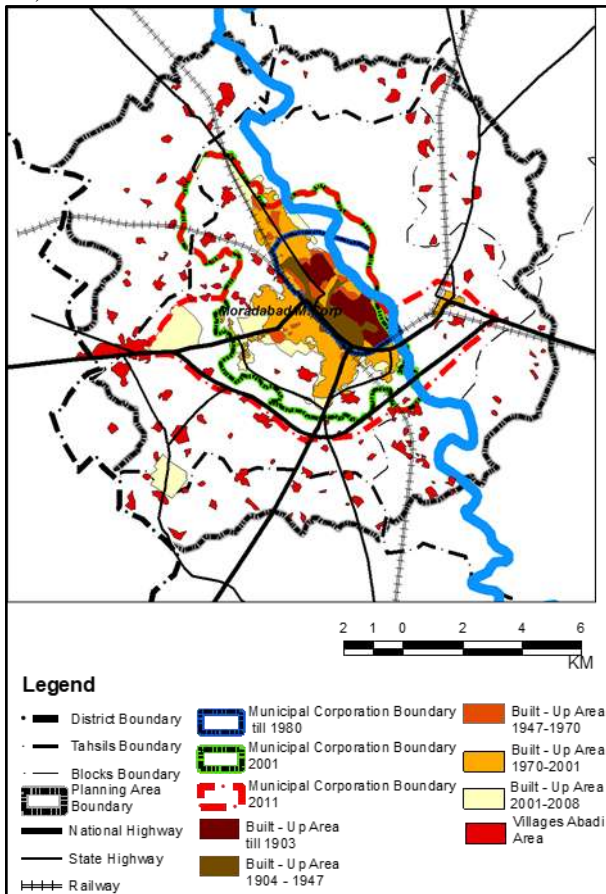 Moradabad M.Corp
2 1 0 2 4 6
KM
Legend
District Boundary
Tahsils Boundary
Blocks Boundary
Planning Area
Boundary
National Highway
State Highway
Railway
Municipal Corporation Boundary
till 1980
Municipal Corporation Boundary
2001
Municipal Corporation Boundary
2011
Built - Up Area
till 1903
Built - Up Area
1904 - 1947
Built - Up Area
1947-1970
Built - Up Area
1970-2001
Built - Up Area
2001-2008
Villages Abadi
Area